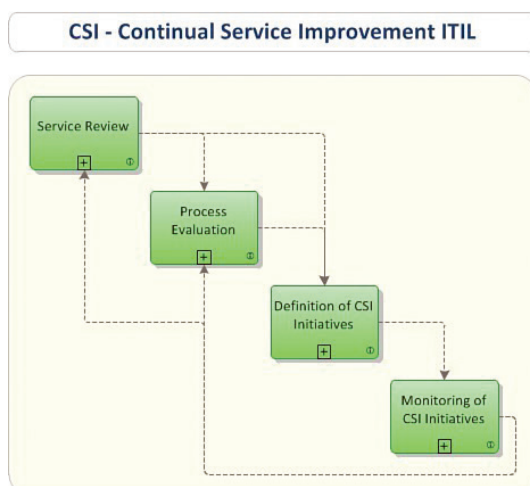 CSI - Continual Service Improvement ITIL
Service Review
Process
Evaluation
Definition of CSI
Initiatives
Monitoring of
CSI Initiatives